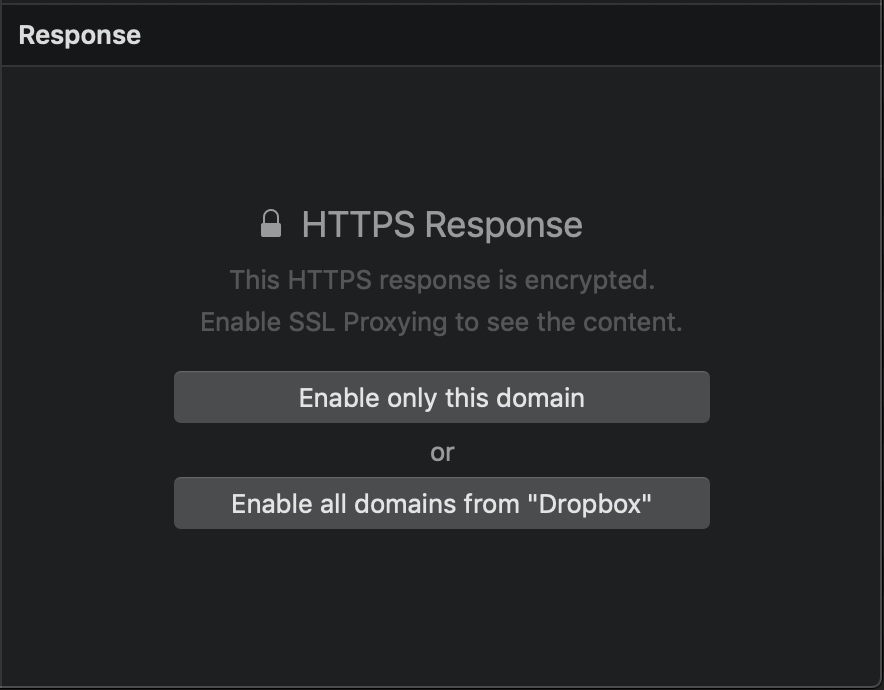 Response
HTTPS Response
This HTTPS response is encrypted.
Enable SSL Proxying to see the content.
Enable only this domain
or
Enable all domains from "Dropbox"